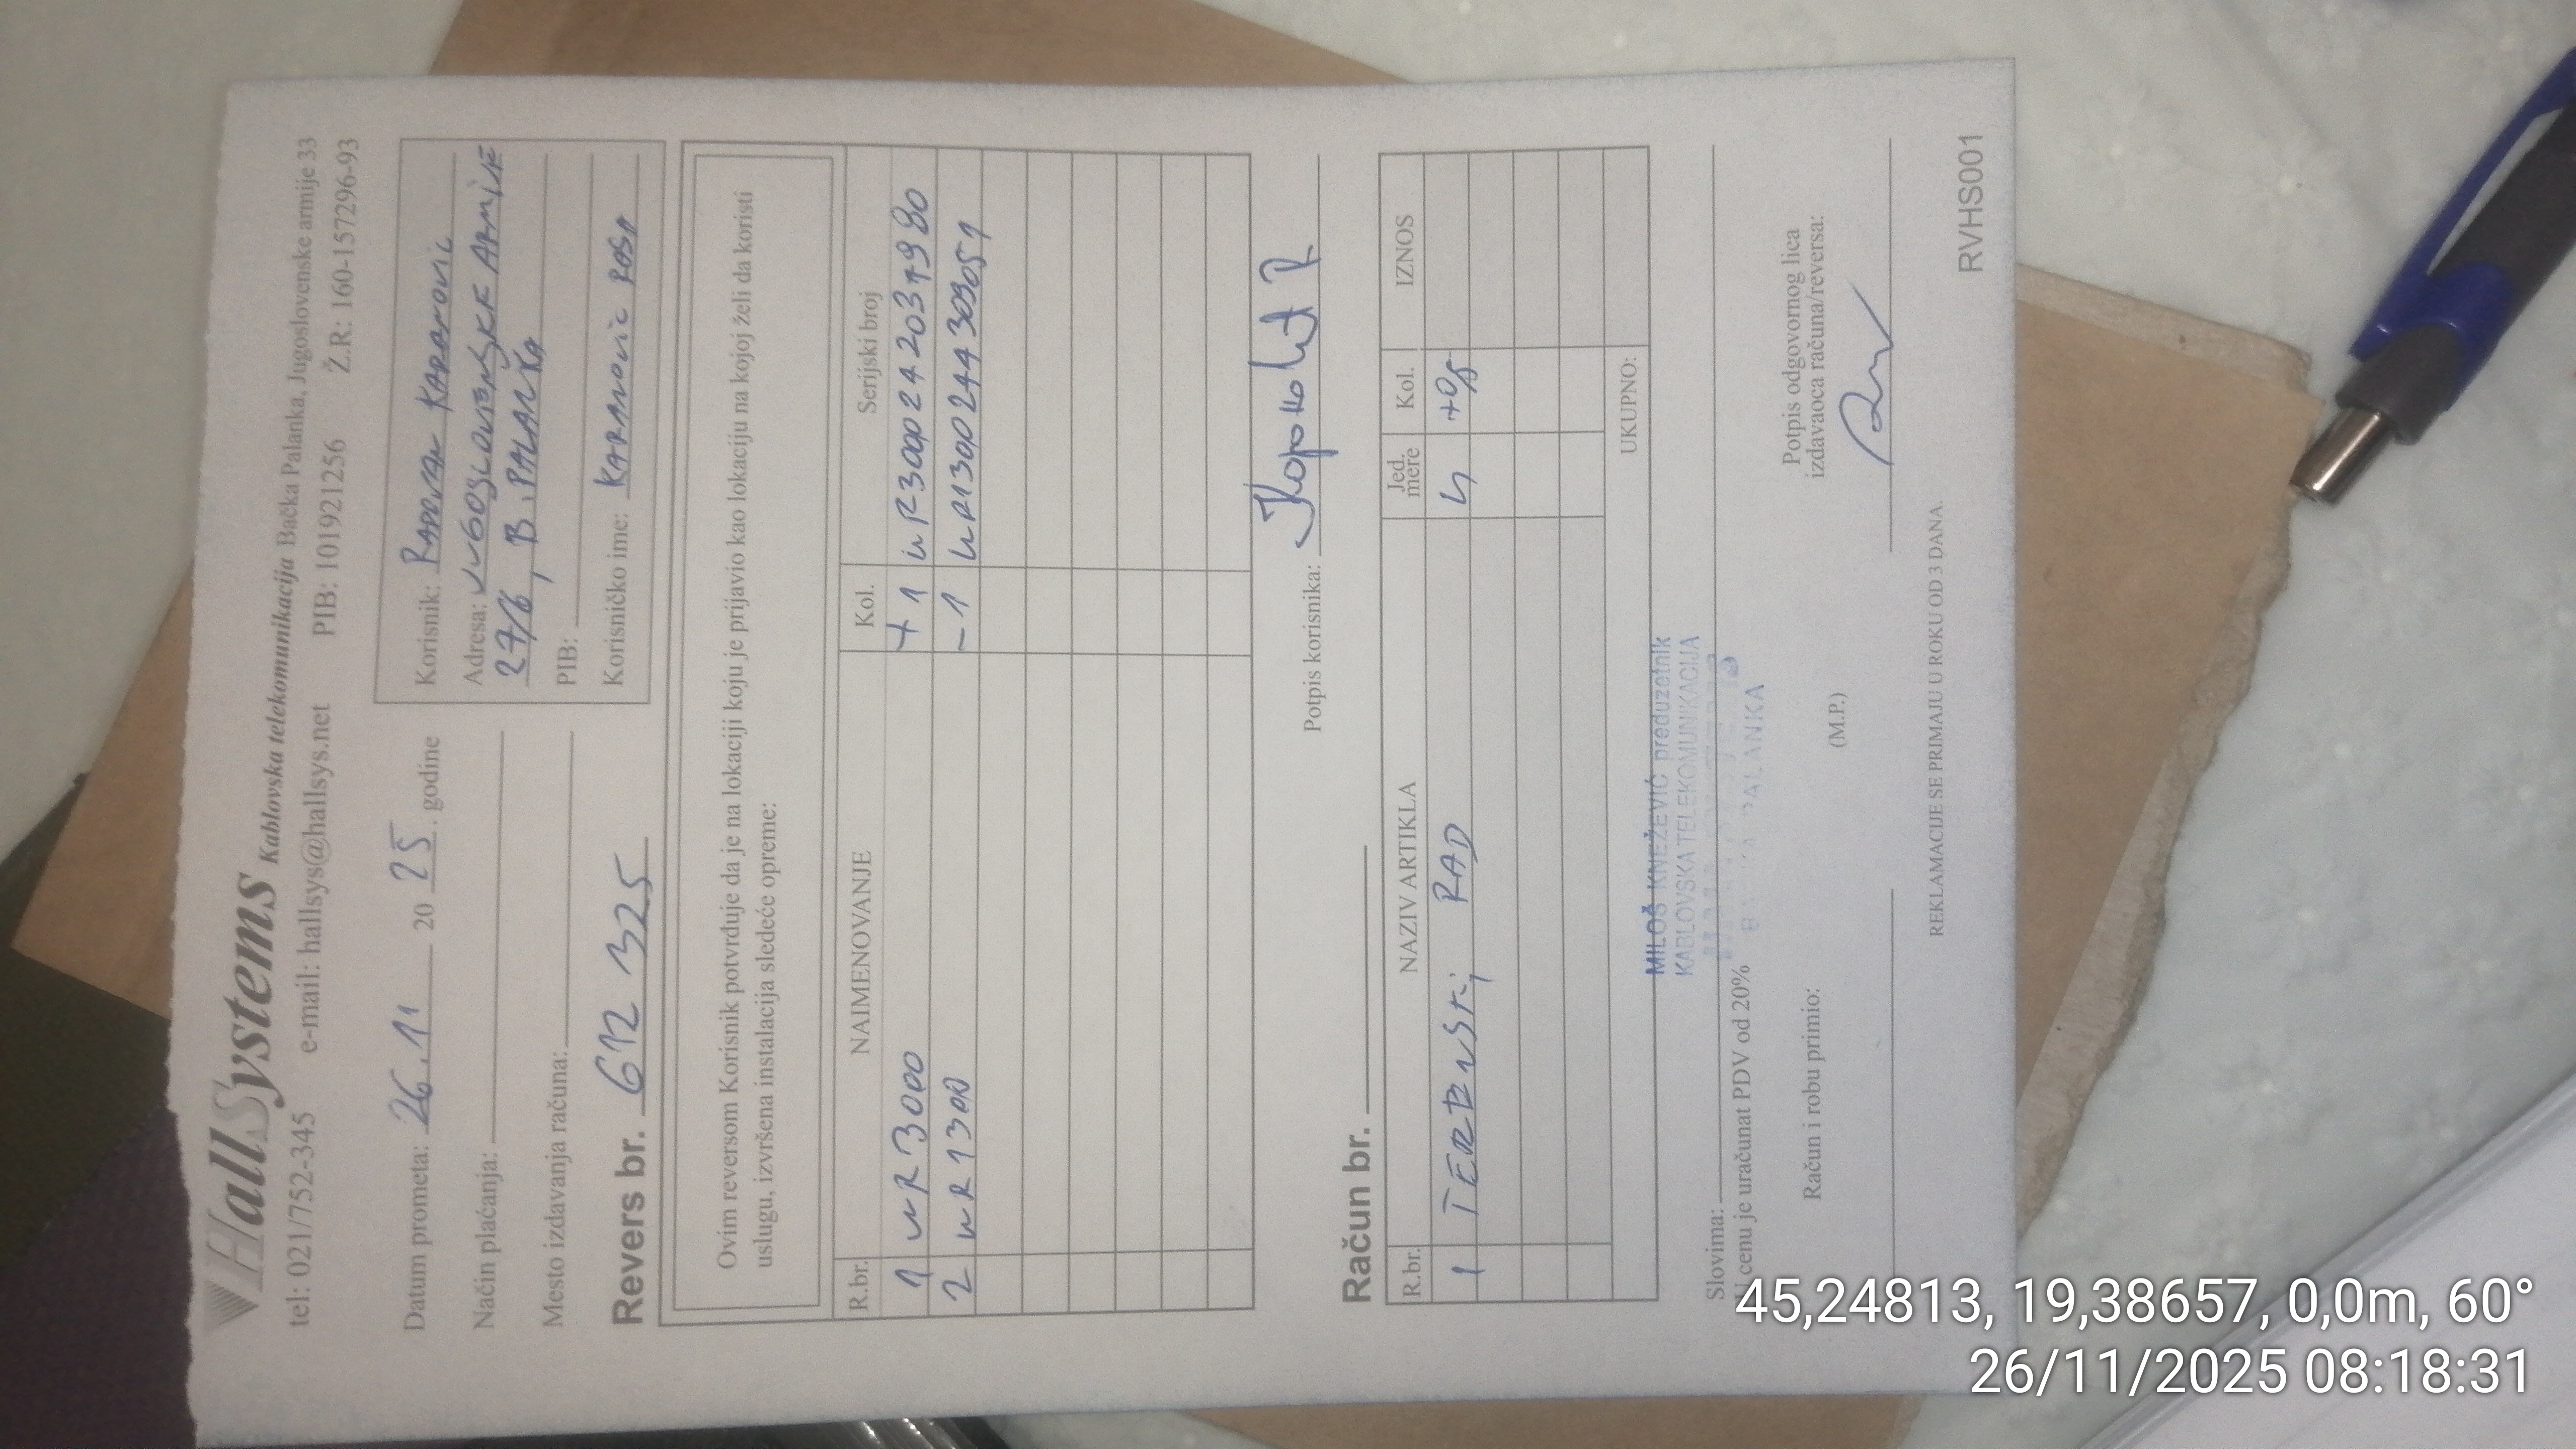 HallSystems Kablovska telekomunikacija Bačka Palanka, Jugoslovenske armije 33
tel: 021/752-345 e-mail: hallsys@hallsys.net PIB: 101921256 Ž.R: 160-157296-93
Datum prometa: 26.11 20 25. godine
Način plaćanja:
Mesto izdavanja računa:
Revers br. 612 325
Korisnik: RADOVAN KARANOVIC
Adresa: JUGOSLOVENSKE ARMIJE
27/6, B. PALANKA
PIB:
Korisničko ime: KARANOVIC ROSA
Ovim reversom Korisnik potvrđuje da je na lokaciji koju je prijavio kao lokaciju na kojoj želi da koristi
uslugu, izvršena instalacija sledeće opreme:
R.br. NAIMENOVANJE Kol. Serijski broj
1 WR3000 +1 WR3000242037980
2 WR1300 -1 WR1300244309059
Potpis korisnika:
Račun br.
R.br. NAZIV ARTIKLA Jed. mere Kol. IZNOS
1 TERENSKI RAD h
UKUPNO:
MILOŠ KNEŽEVIĆ preduzetnik
KABLOVSKA TELEKOMUNIKACIJA
PALANKA
Slovima:
U cenu je uračunat PDV od 20%
Račun i robu primio:
(M.P.)
Potpis odgovornog lica
izdavaoca računa/reversa:
REKLAMACIJE SE PRIMAJU U ROKU OD 3 DANA.
RVHS001
45,24813, 19,38657, 0,0m, 60°
26/11/2025 08:18:31